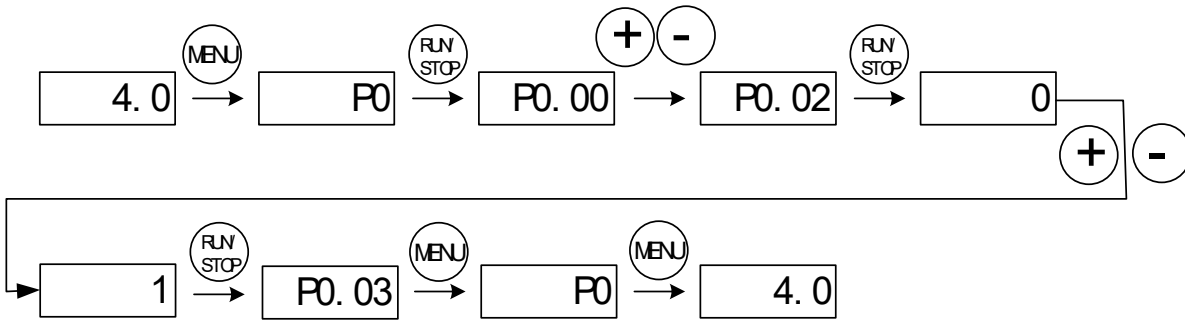 MENU
RUN/
STOP
+ -
RUN/
STOP
4. 0 P0 P0. 00 P0. 02 0
+ -
RUN/
STOP
MENU
MENU
1 P0. 03 P0 4. 0